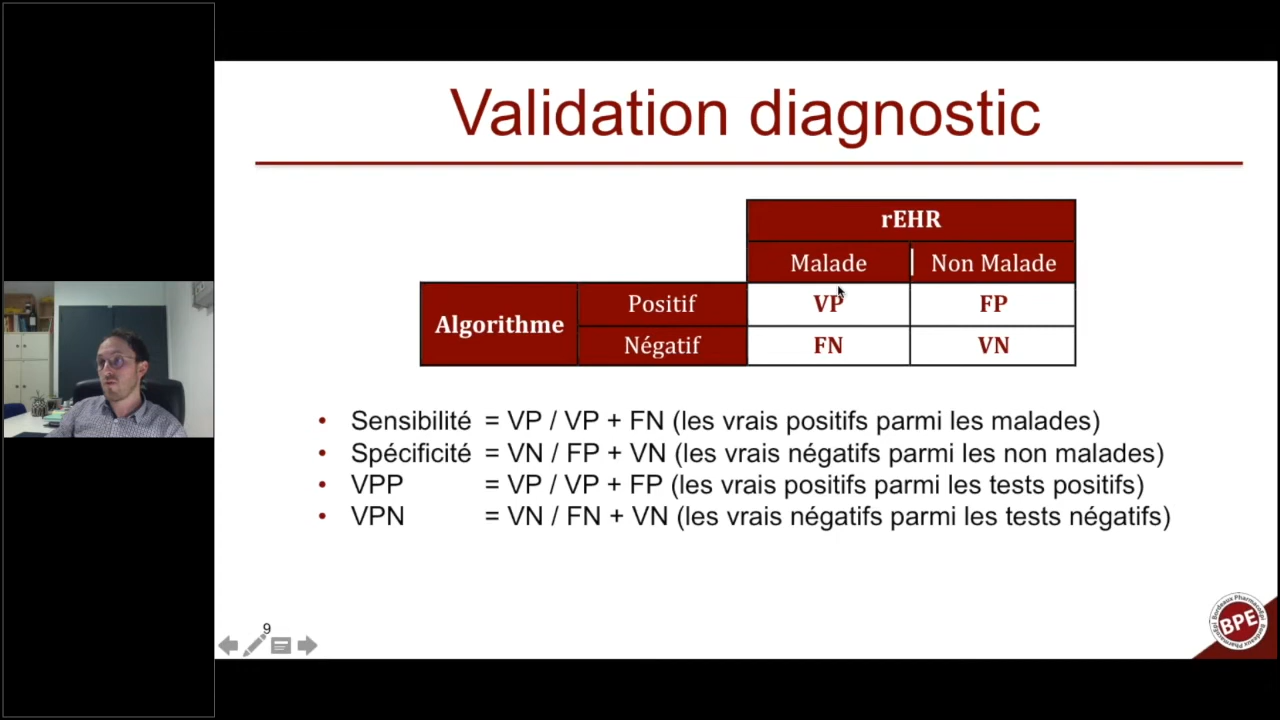 Validation diagnostic
rEHR
Malade Non Malade
Algorithme Positif VP FP
Négatif FN VN
• Sensibilité = VP / VP + FN (les vrais positifs parmi les malades)
• Spécificité = VN / FP + VN (les vrais négatifs parmi les non malades)
• VPP = VP / VP + FP (les vrais positifs parmi les tests positifs)
• VPN = VN / FN + VN (les vrais négatifs parmi les tests négatifs)
9
BPE
Bordeaux PharmacoEpi